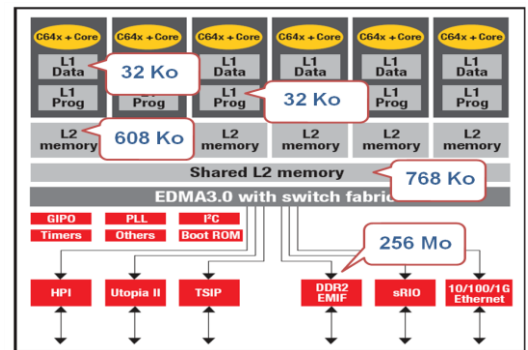 C64x + Core C64x + Core C64x + Core C64x + Core C64x + Core C64x + Core
L1 Data L1 Data L1 Data L1 Data L1 Data
32 Ko
L1 Prog L1 Prog L1 Prog L1 Prog
32 Ko
L2 memory L2 memory L2 memory L2 memory L2 memory
608 Ko
Shared L2 memory
768 Ko
EDMA3.0 with switch fabric
GIPO PLL I²C
Timers Others Boot ROM
256 Mo
HPI Utopia II TSIP DDR2 EMIF sRIO 10/100/1G Ethernet